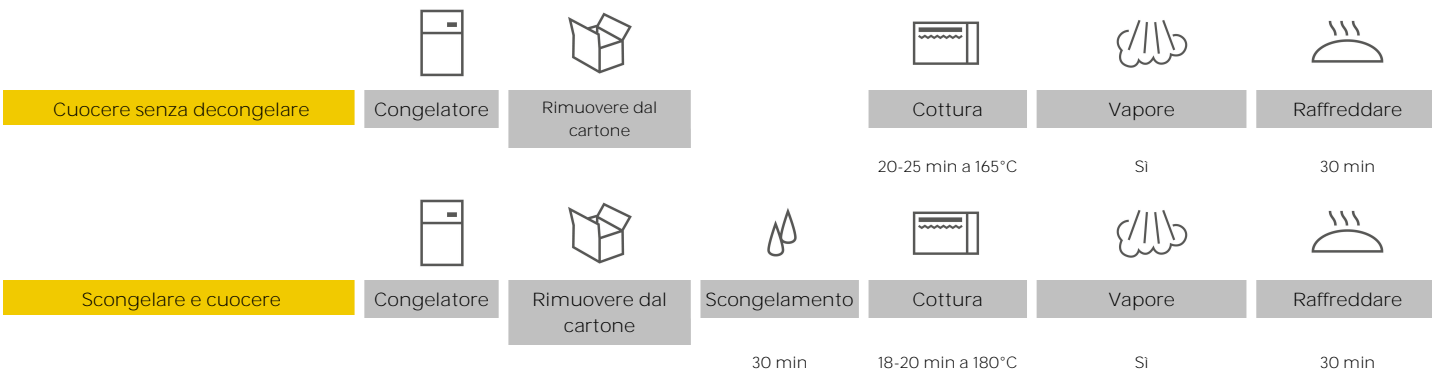 Cuocere senza decongelare
Congelatore
Rimuovere dal
cartone
Cottura
Vapore
Raffreddare
20-25 min a 165°C
Sì
30 min
Scongelare e cuocere
Congelatore
Rimuovere dal
cartone
Scongelamento
Cottura
Vapore
Raffreddare
30 min
18-20 min a 180°C
Sì
30 min